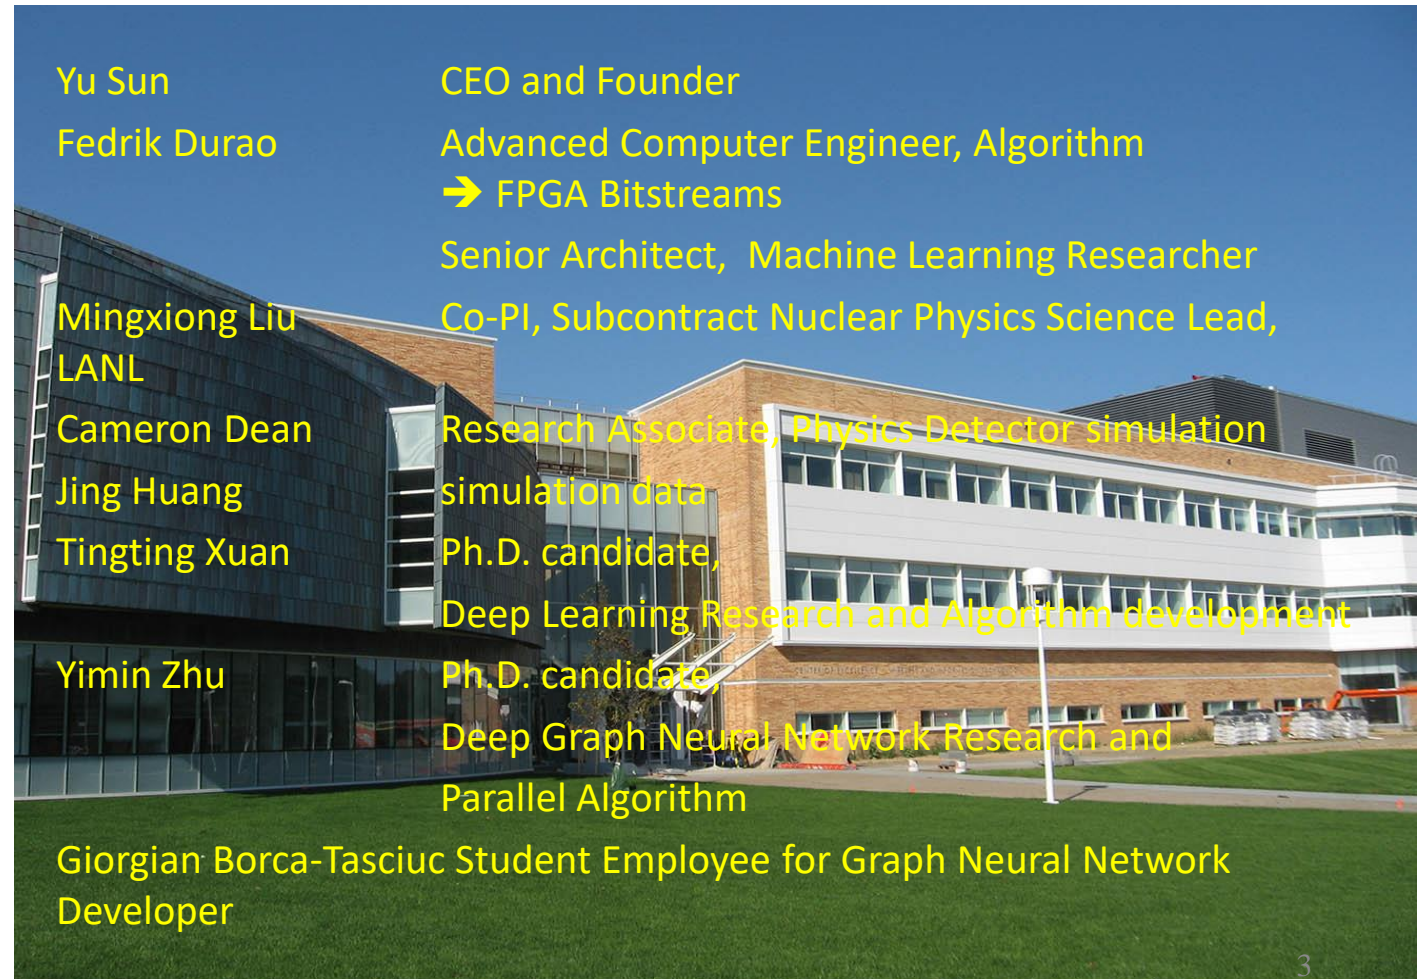 Yu Sun CEO and Founder
Fedrik Durao Advanced Computer Engineer, Algorithm
➔ FPGA Bitstreams
Senior Architect,  Machine Learning Researcher
Mingxiong Liu Co-PI, Subcontract Nuclear Physics Science Lead,
LANL
Cameron Dean Research Associate, Physics Detector simulation
Jing Huang simulation data
Tingting Xuan Ph.D. candidate,
Deep Learning Research and Algorithm development
Yimin Zhu Ph.D. candidate,
Deep Graph Neural Network Research and
Parallel Algorithm
Giorgian Borca-Tasciuc Student Employee for Graph Neural Network
Developer
3